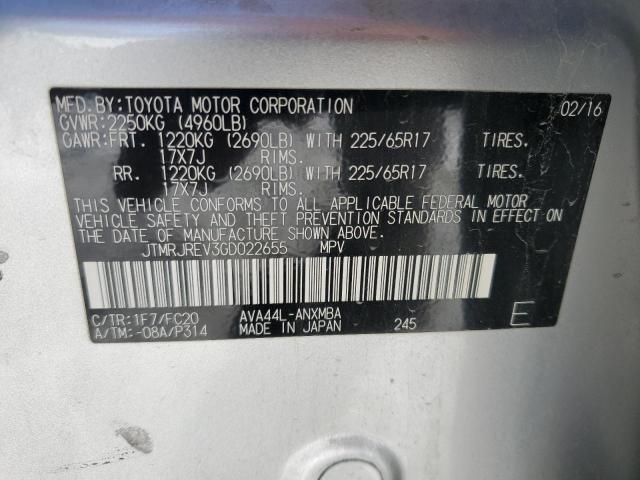 MFD. BY: TOYOTA MOTOR CORPORATION 02/16
GVWR: 2250KG (4960LB)
GAWR: FRT. 1220KG (2690LB) WITH 225/65R17 TIRES.
17X7J RIMS.
RR. 1220KG (2690LB) WITH 225/65R17 TIRES.
17X7J RIMS.
THIS VEHICLE CONFORMS TO ALL APPLICABLE FEDERAL MOTOR
VEHICLE SAFETY AND THEFT PREVENTION STANDARDS IN EFFECT ON
THE DATE OF MANUFACTURE SHOWN ABOVE.
JTMRJREV3GD022655 MPV
C/TR: 1F7/FC20 AVA44L-ANXMBA
A/TM: -08A/P314 MADE IN JAPAN 245 E